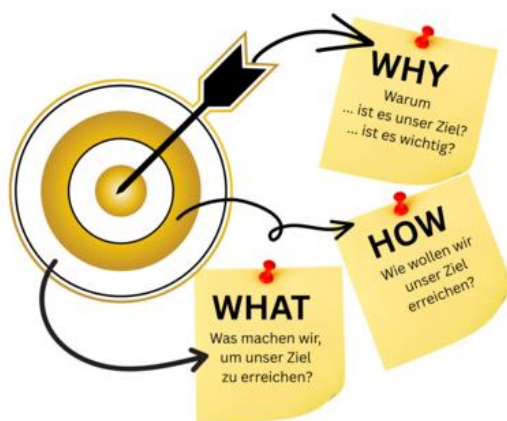 WHY
Warum
... ist es unser Ziel?
... ist es wichtig?
HOW
Wie wollen wir
unser Ziel
erreichen?
WHAT
Was machen wir,
um unser Ziel
zu erreichen?